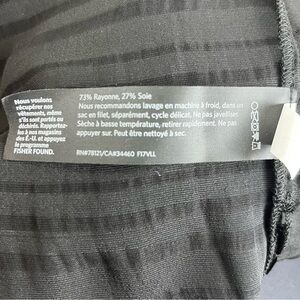 Nous voulons
récupérer nos
vêtements, même
s'ils sont portés ou
déchirés. Emportez-le
à nos magasins
des É.-U. et appuyez
le programme
FISHER FOUND.
73% Rayonne, 27% Soie
Nous recommandons lavage en machine à froid, dans un
sac en filet, séparément, cycle délicat. Ne pas javellisez
Sèche à basse température, retirer rapidement. Ne pas
appuyer sur. Peut être nettoyé à sec.
RN#78121/CA#34460 F17VLL